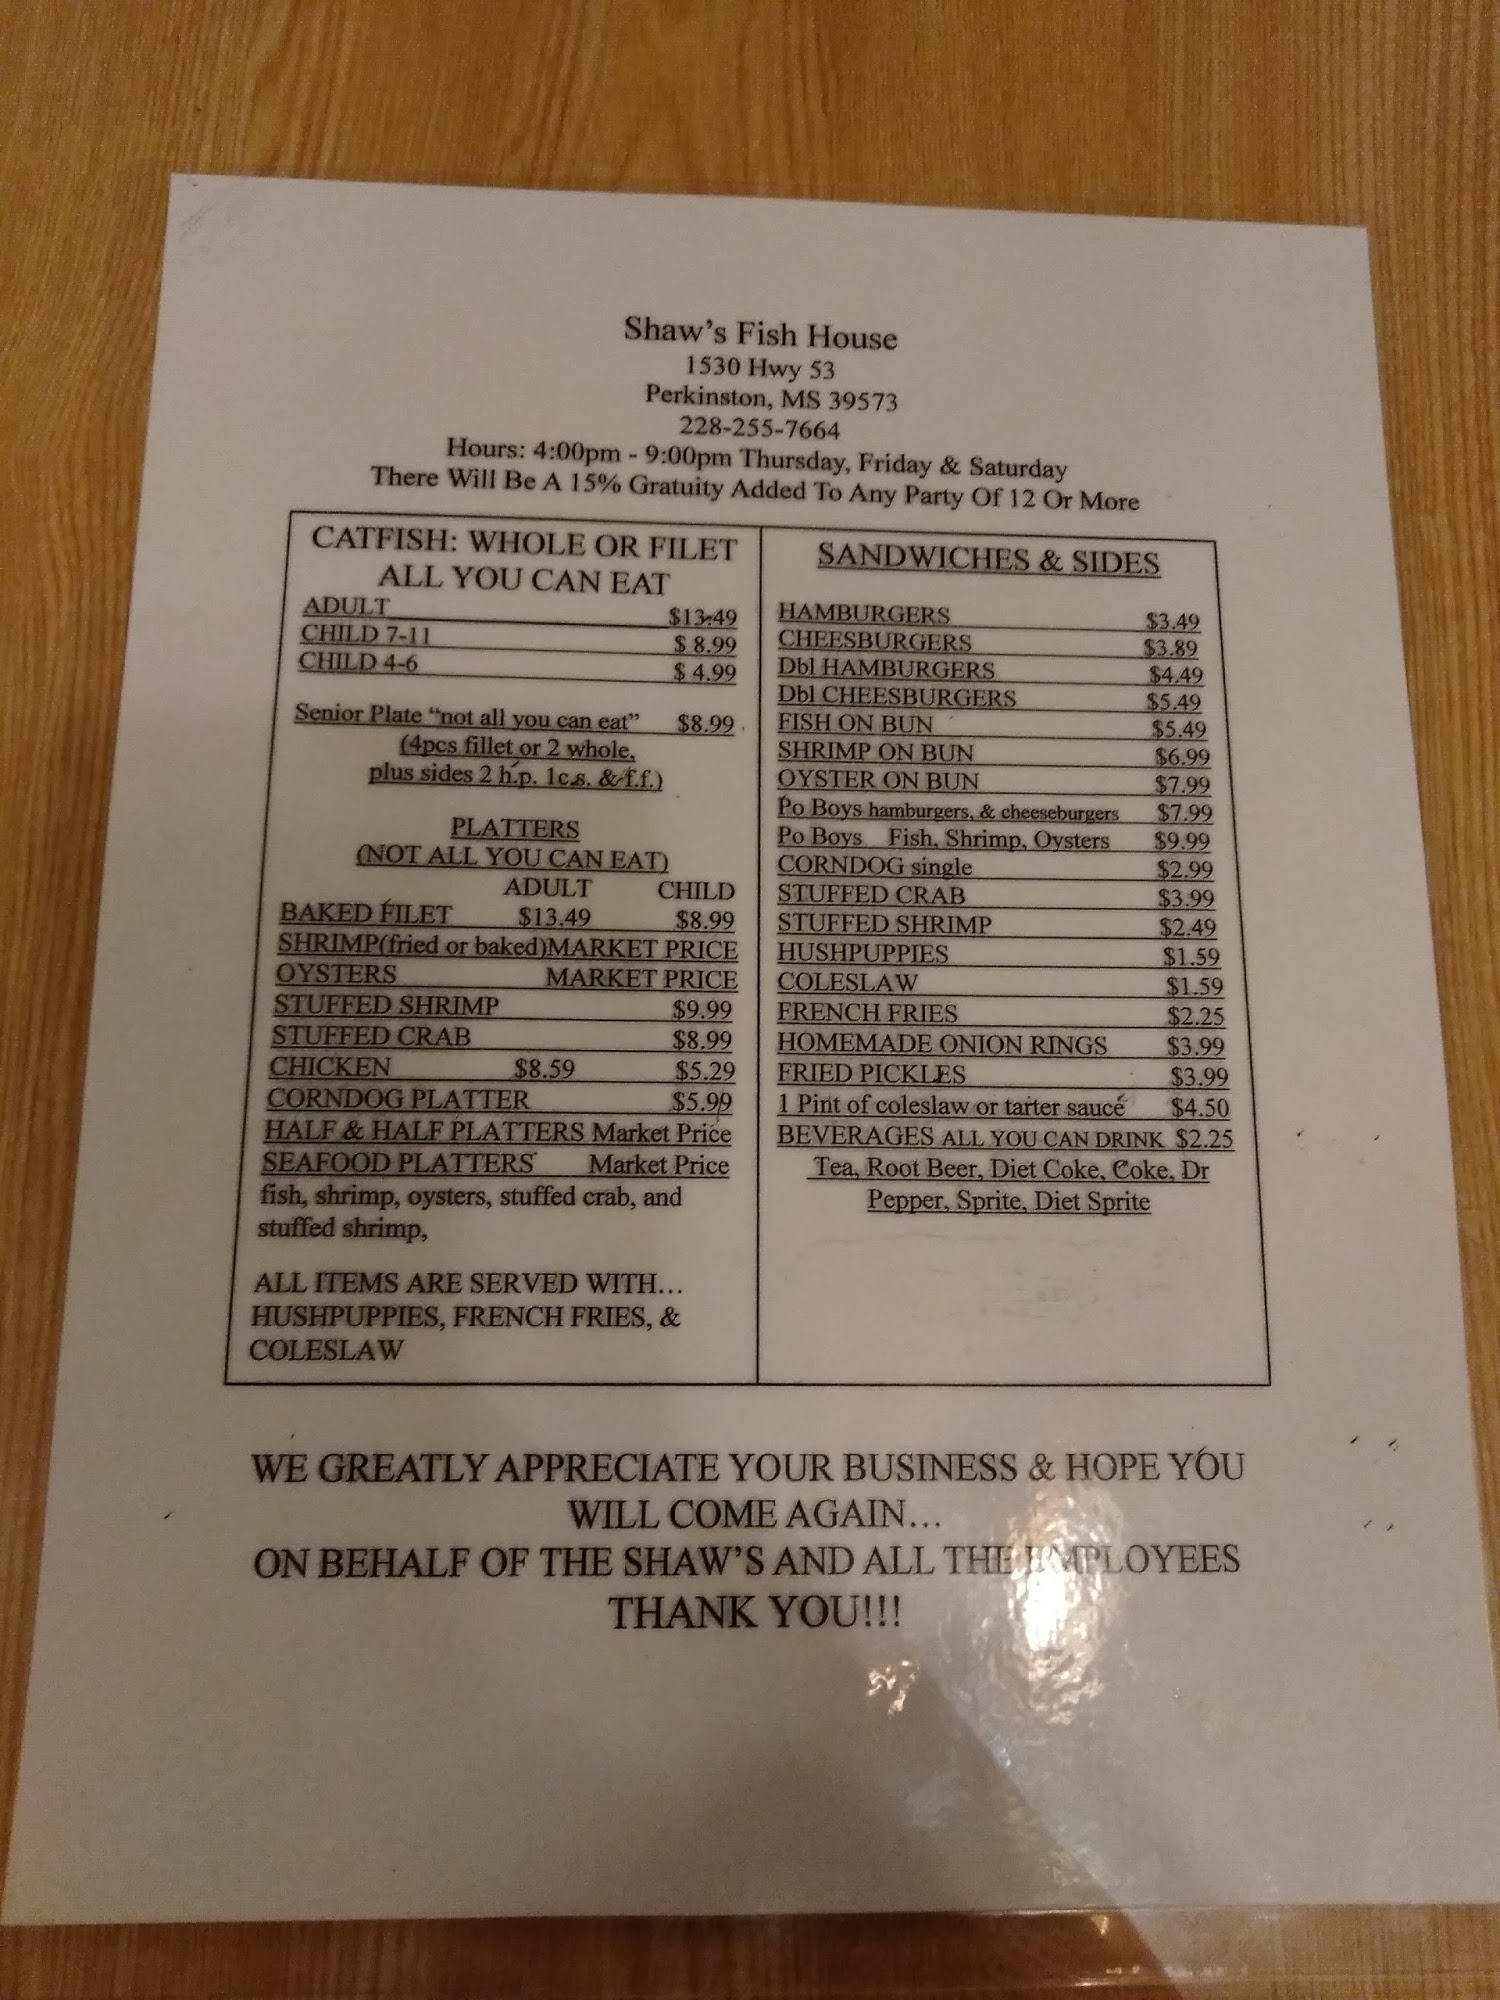 Shaw's Fish House
1530 Hwy 53
Perkinston, MS 39573
228-255-7664
Hours: 4:00pm - 9:00pm Thursday, Friday & Saturday
There Will Be A 15% Gratuity Added To Any Party Of 12 Or More
CATFISH: WHOLE OR FILET
ALL YOU CAN EAT
ADULT $13.49
CHILD 7-11 $ 8.99
CHILD 4-6 $ 4.99
Senior Plate “not all you can eat” $8.99
(4pcs fillet or 2 whole,
plus sides 2 h.p. 1c.s. & f.f.)
PLATTERS
(NOT ALL YOU CAN EAT)
ADULT CHILD
BAKED FILET $13.49 $8.99
SHRIMP(fried or baked)MARKET PRICE
OYSTERS MARKET PRICE
STUFFED SHRIMP $9.99
STUFFED CRAB $8.99
CHICKEN $8.59 $5.29
CORNDOG PLATTER $5.99
HALF & HALF PLATTERS Market Price
SEAFOOD PLATTERS Market Price
fish, shrimp, oysters, stuffed crab, and
stuffed shrimp,
ALL ITEMS ARE SERVED WITH…
HUSHPUPPIES, FRENCH FRIES, &
COLESLAW
SANDWICHES & SIDES
HAMBURGERS $3.49
CHEESBURGERS $3.89
Dbl HAMBURGERS $4.49
Dbl CHEESBURGERS $5.49
FISH ON BUN $5.49
SHRIMP ON BUN $6.99
OYSTER ON BUN $7.99
Po Boys hamburgers, & cheeseburgers $7.99
Po Boys Fish, Shrimp, Oysters $9.99
CORNDOG single $2.99
STUFFED CRAB $3.99
STUFFED SHRIMP $2.49
HUSHPUPPIES $1.59
COLESLAW $1.59
FRENCH FRIES $2.25
HOMEMADE ONION RINGS $3.99
FRIED PICKLES $3.99
1 Pint of coleslaw or tarter sauce $4.50
BEVERAGES ALL YOU CAN DRINK $2.25
Tea, Root Beer, Diet Coke, Coke, Dr
Pepper, Sprite, Diet Sprite
WE GREATLY APPRECIATE YOUR BUSINESS & HOPE YOU
WILL COME AGAIN…
ON BEHALF OF THE SHAW'S AND ALL THE EMPLOYEES
THANK YOU!!!